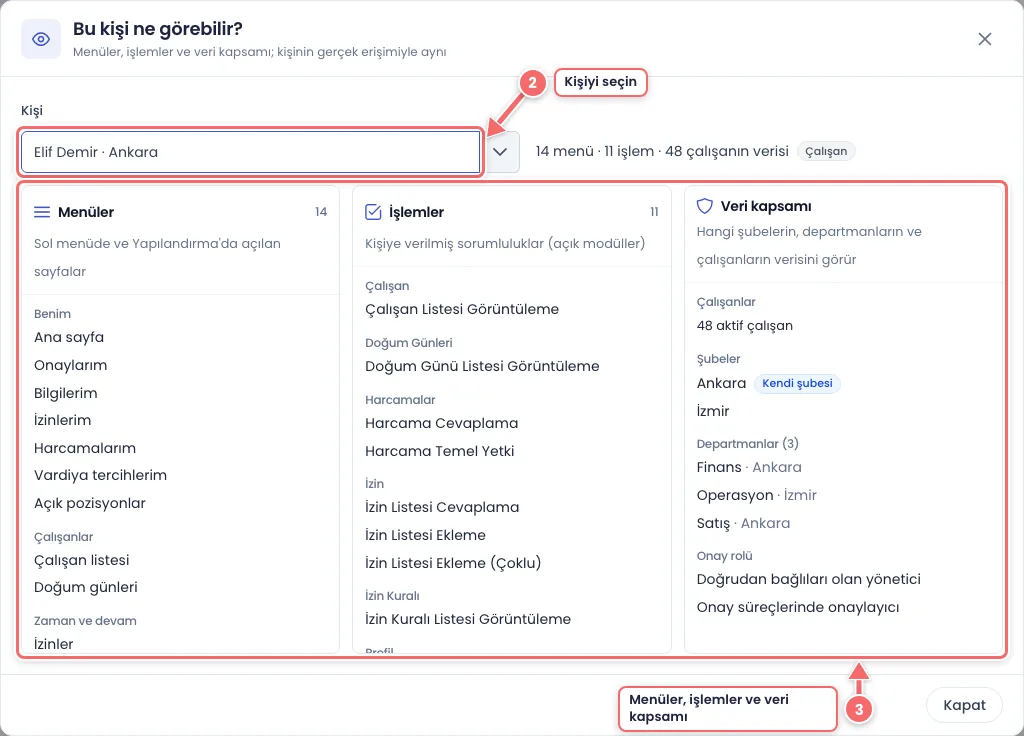 Bu kişi ne görebilir?
Menüler, işlemler ve veri kapsamı; kişinin gerçek erişimiyle aynı
2
Kişiyi seçin
Kişi
Elif Demir · Ankara
14 menü · 11 işlem · 48 çalışanın verisi
Çalışan
Menüler
14
Sol menüde ve Yapılandırma'da açılan
sayfalar
Benim
Ana sayfa
Onaylarım
Bilgilerim
İzinlerim
Harcamalarım
Vardiya tercihlerim
Açık pozisyonlar
Çalışanlar
Çalışan listesi
Doğum günleri
Zaman ve devam
İzinler
İşlemler
11
Kişiye verilmiş sorumluluklar (açık modüller)
Çalışan
Çalışan Listesi Görüntüleme
Doğum Günleri
Doğum Günü Listesi Görüntüleme
Harcamalar
Harcama Cevaplama
Harcama Temel Yetki
İzin
İzin Listesi Cevaplama
İzin Listesi Ekleme
İzin Listesi Ekleme (Çoklu)
İzin Kuralı
İzin Kuralı Listesi Görüntüleme
Profil
Veri kapsamı
Hangi şubelerin, departmanların ve
çalışanların verisini görür
Çalışanlar
48 aktif çalışan
Şubeler
Ankara
Kendi şubesi
İzmir
Departmanlar (3)
Finans · Ankara
Operasyon · İzmir
Satış · Ankara
Onay rolü
Doğrudan bağlıları olan yönetici
Onay süreçlerinde onaylayıcı
Menüler, işlemler ve veri
kapsamı
3
Kapat